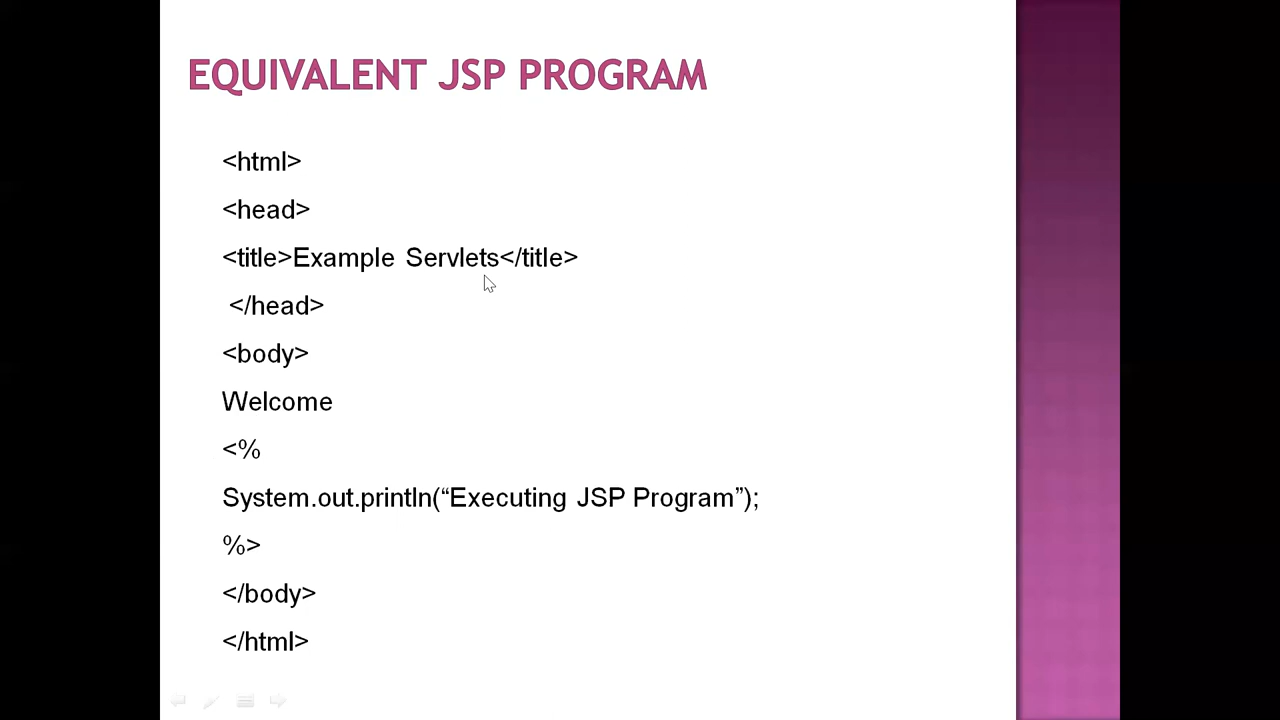 EQUIVALENT JSP PROGRAM
<html>
<head>
<title>Example Servlets</title>
</head>
<body>
Welcome
<%
System.out.println(“Executing JSP Program”);
%>
</body>
</html>